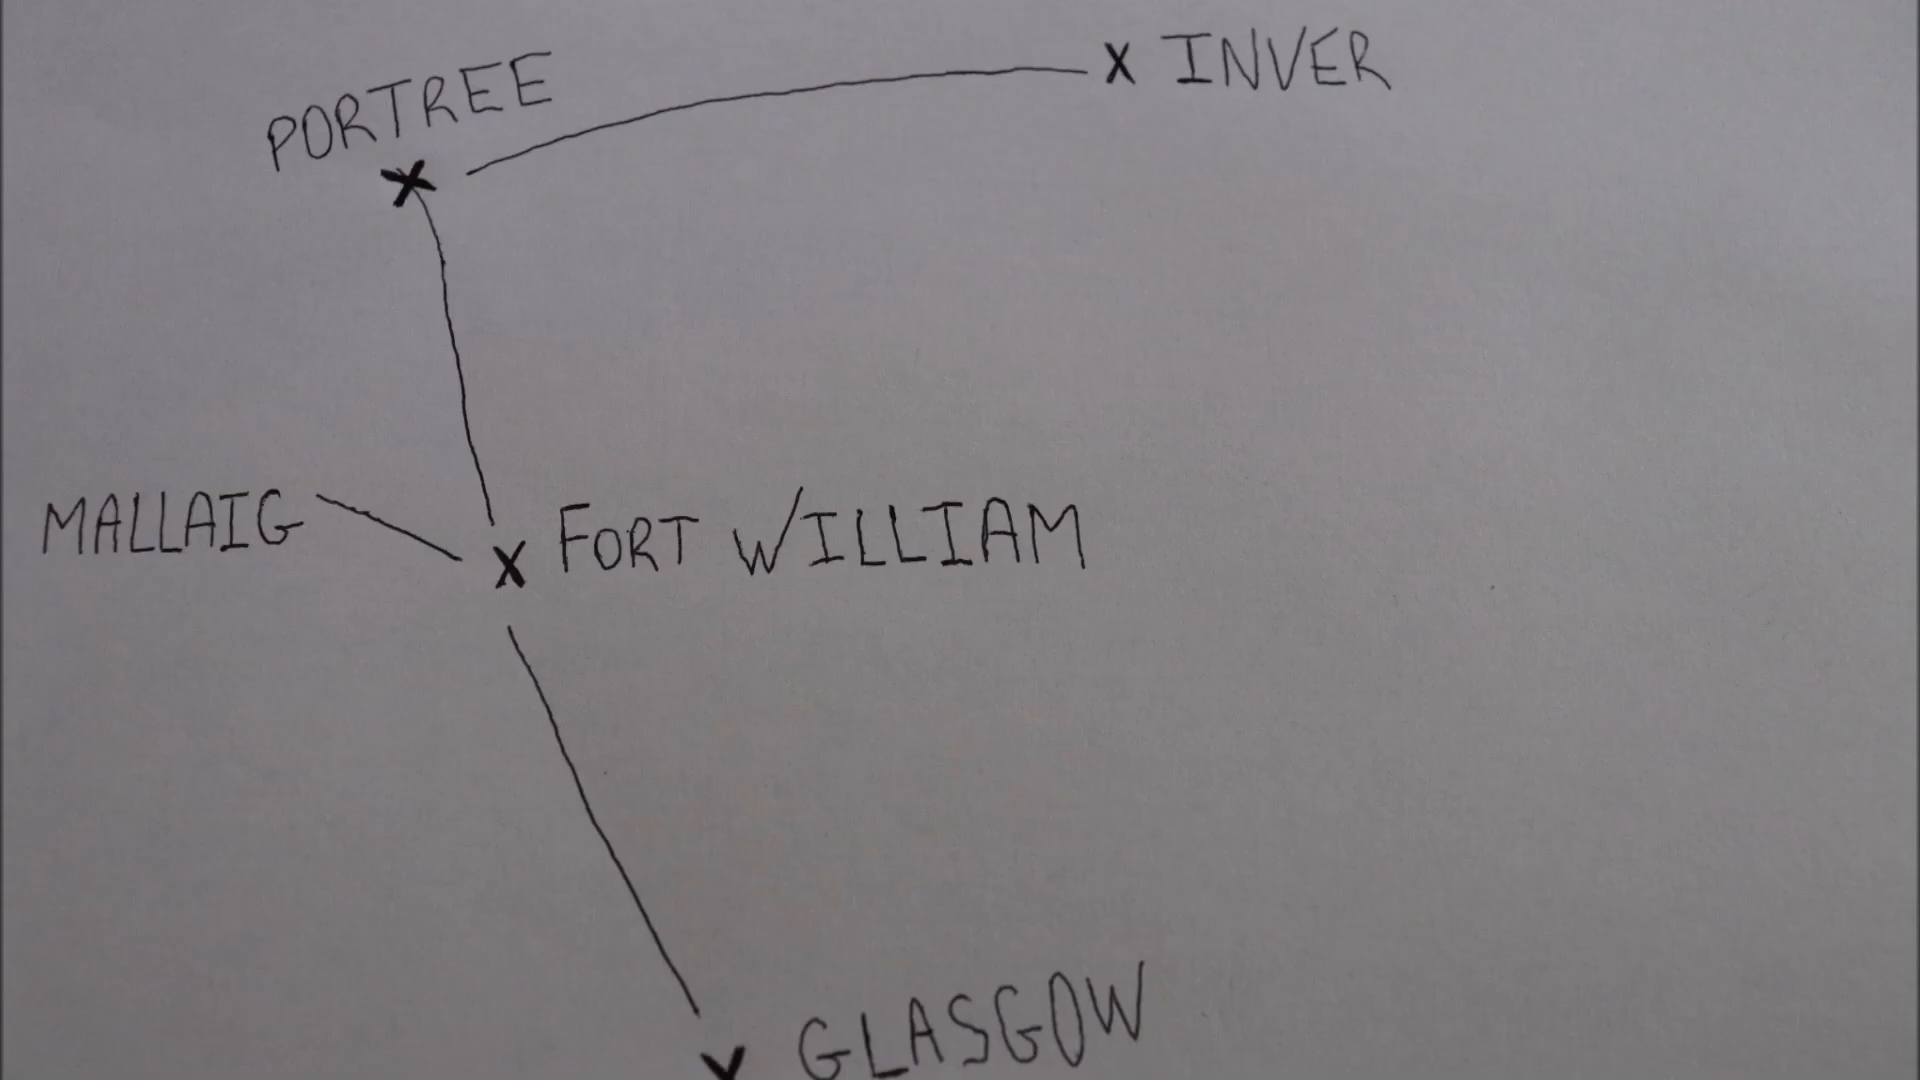 PORTREE
X INVER
X
MALLAIG
X FORT WILLIAM
X GLASGOW